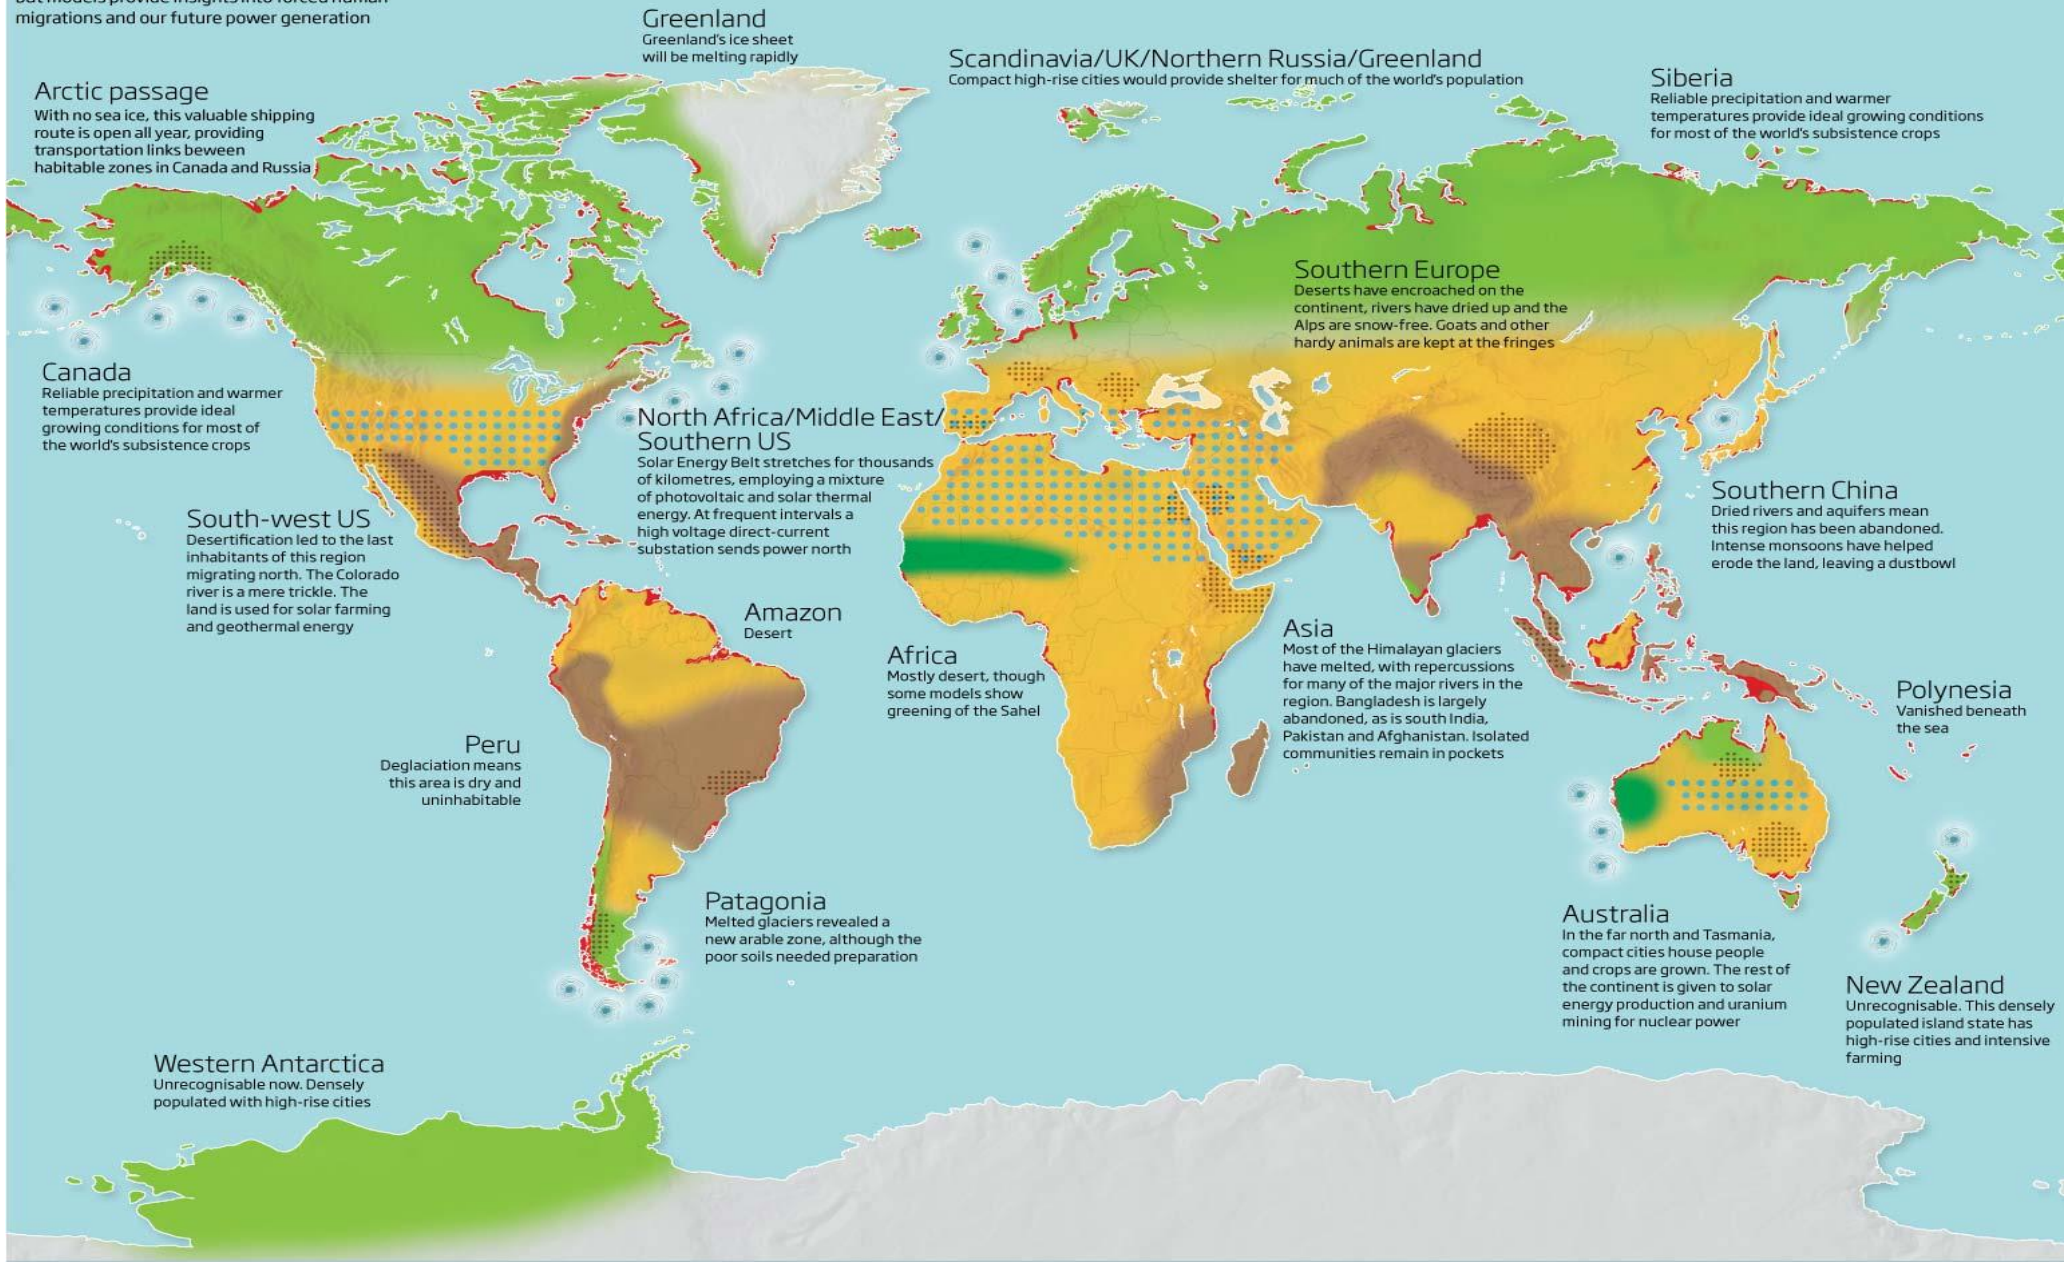 but models provide insights into forced human
migrations and our future power generation
Greenland
Greenland's ice sheet
will be melting rapidly
Scandinavia/UK/Northern Russia/Greenland
Compact high-rise cities would provide shelter for much of the world's population
Siberia
Reliable precipitation and warmer
temperatures provide ideal growing conditions
for most of the world's subsistence crops
Arctic passage
With no sea ice, this valuable shipping
route is open all year, providing
transportation links beween
habitable zones in Canada and Russia
Southern Europe
Deserts have encroached on the
continent, rivers have dried up and the
Alps are snow-free. Goats and other
hardy animals are kept at the fringes
Canada
Reliable precipitation and warmer
temperatures provide ideal
growing conditions for most of
the world's subsistence crops
North Africa/Middle East/
Southern US
Solar Energy Belt stretches for thousands
of kilometres, employing a mixture
of photovoltaic and solar thermal
energy. At frequent intervals a
high voltage direct-current
substation sends power north
South-west US
Desertification led to the last
inhabitants of this region
migrating north. The Colorado
river is a mere trickle. The
land is used for solar farming
and geothermal energy
Southern China
Dried rivers and aquifers mean
this region has been abandoned.
Intense monsoons have helped
erode the land, leaving a dustbowl
Amazon
Desert
Africa
Mostly desert, though
some models show
greening of the Sahel
Asia
Most of the Himalayan glaciers
have melted, with repercussions
for many of the major rivers in the
region. Bangladesh is largely
abandoned, as is south India,
Pakistan and Afghanistan. Isolated
communities remain in pockets
Polynesia
Vanished beneath
the sea
Peru
Deglaciation means
this area is dry and
uninhabitable
Patagonia
Melted glaciers revealed a
new arable zone, although the
poor soils needed preparation
Australia
In the far north and Tasmania,
compact cities house people
and crops are grown. The rest of
the continent is given to solar
energy production and uranium
mining for nuclear power
New Zealand
Unrecognisable. This densely
populated island state has
high-rise cities and intensive
farming
Western Antarctica
Unrecognisable now. Densely
populated with high-rise cities